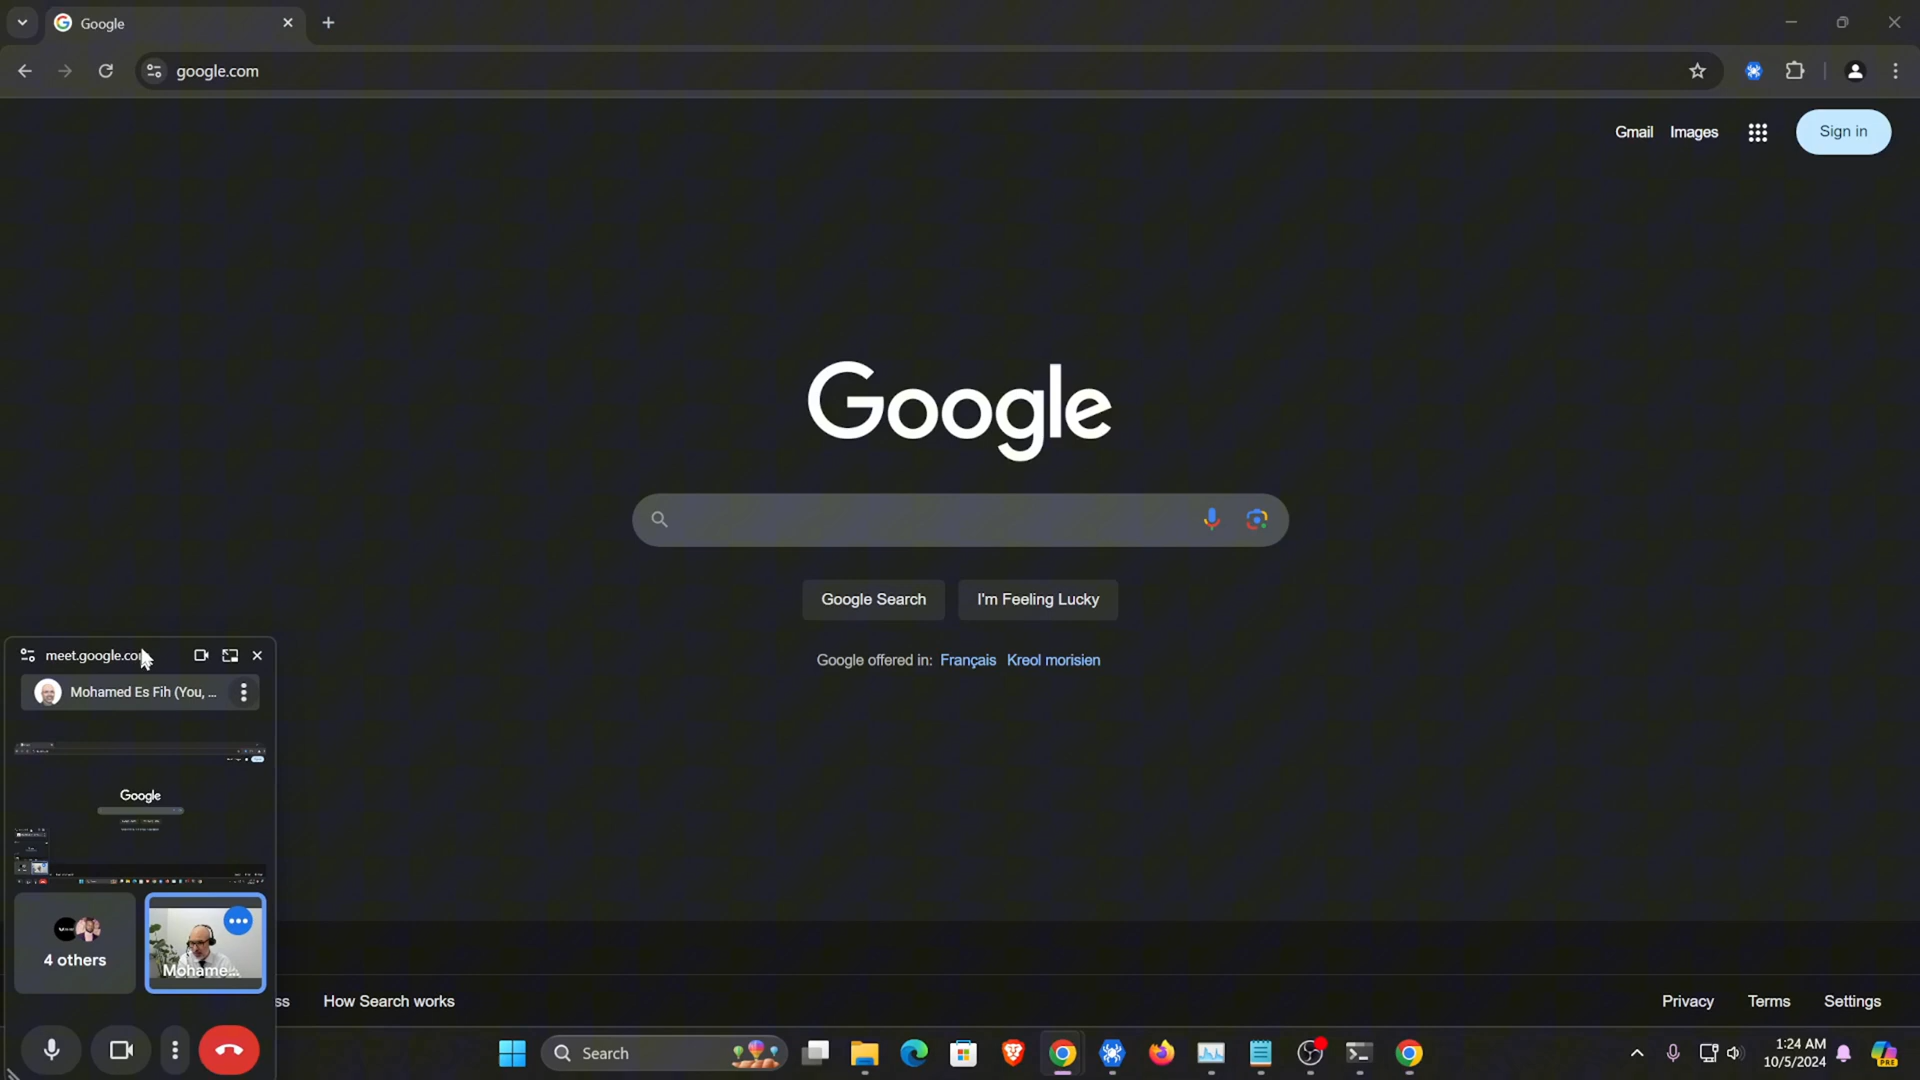 Google
google.com
Gmail Images Sign in
Google
Google Search I'm Feeling Lucky
Google offered in: Français Kreol morisien
meet.google.co
Mohamed Es Fih (You, ...
Google
4 others
Mohame...
ss How Search works
Privacy Terms Settings
Search
1:24 AM
10/5/2024
PRE